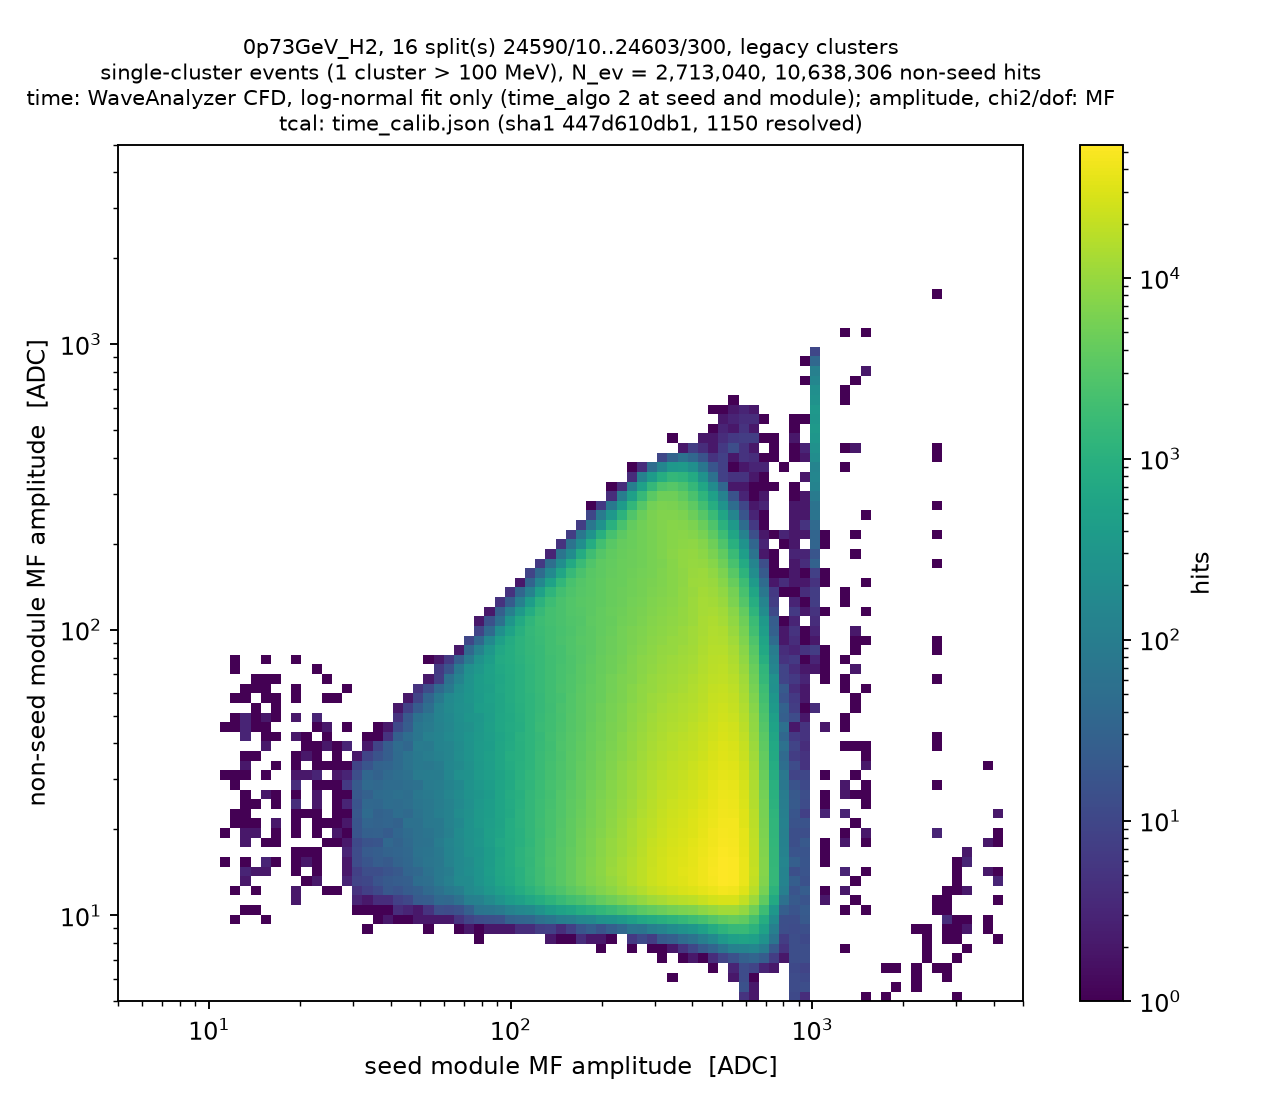 0p73GeV_H2, 16 split(s) 24590/10..24603/300, legacy clusters
single-cluster events (1 cluster > 100 MeV), N_ev = 2,713,040, 10,638,306 non-seed hits
time: WaveAnalyzer CFD, log-normal fit only (time_algo 2 at seed and module); amplitude, chi2/dof: MF
tcal: time_calib.json (sha1 447d610db1, 1150 resolved)
non-seed module MF amplitude [ADC]
10³
10²
10¹
10¹
10²
10³
seed module MF amplitude [ADC]
10⁴
10³
10²
10¹
10⁰
hits